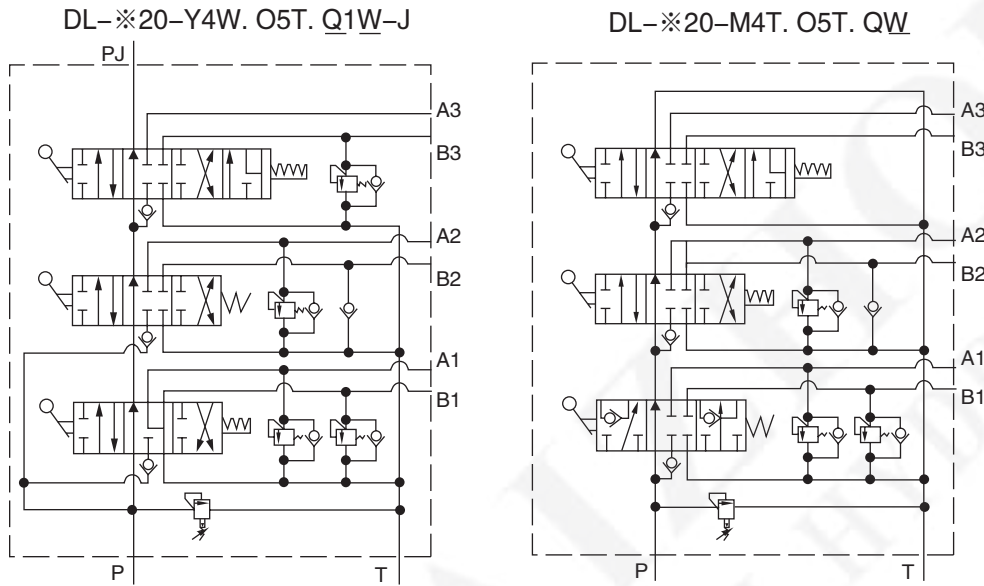 DL-※20-Y4W. O5T. Q1W-J
DL-※20-M4T. O5T. QW
PJ
A3
B3
A2
B2
A1
B1
P
T
A3
B3
A2
B2
A1
B1
P
T